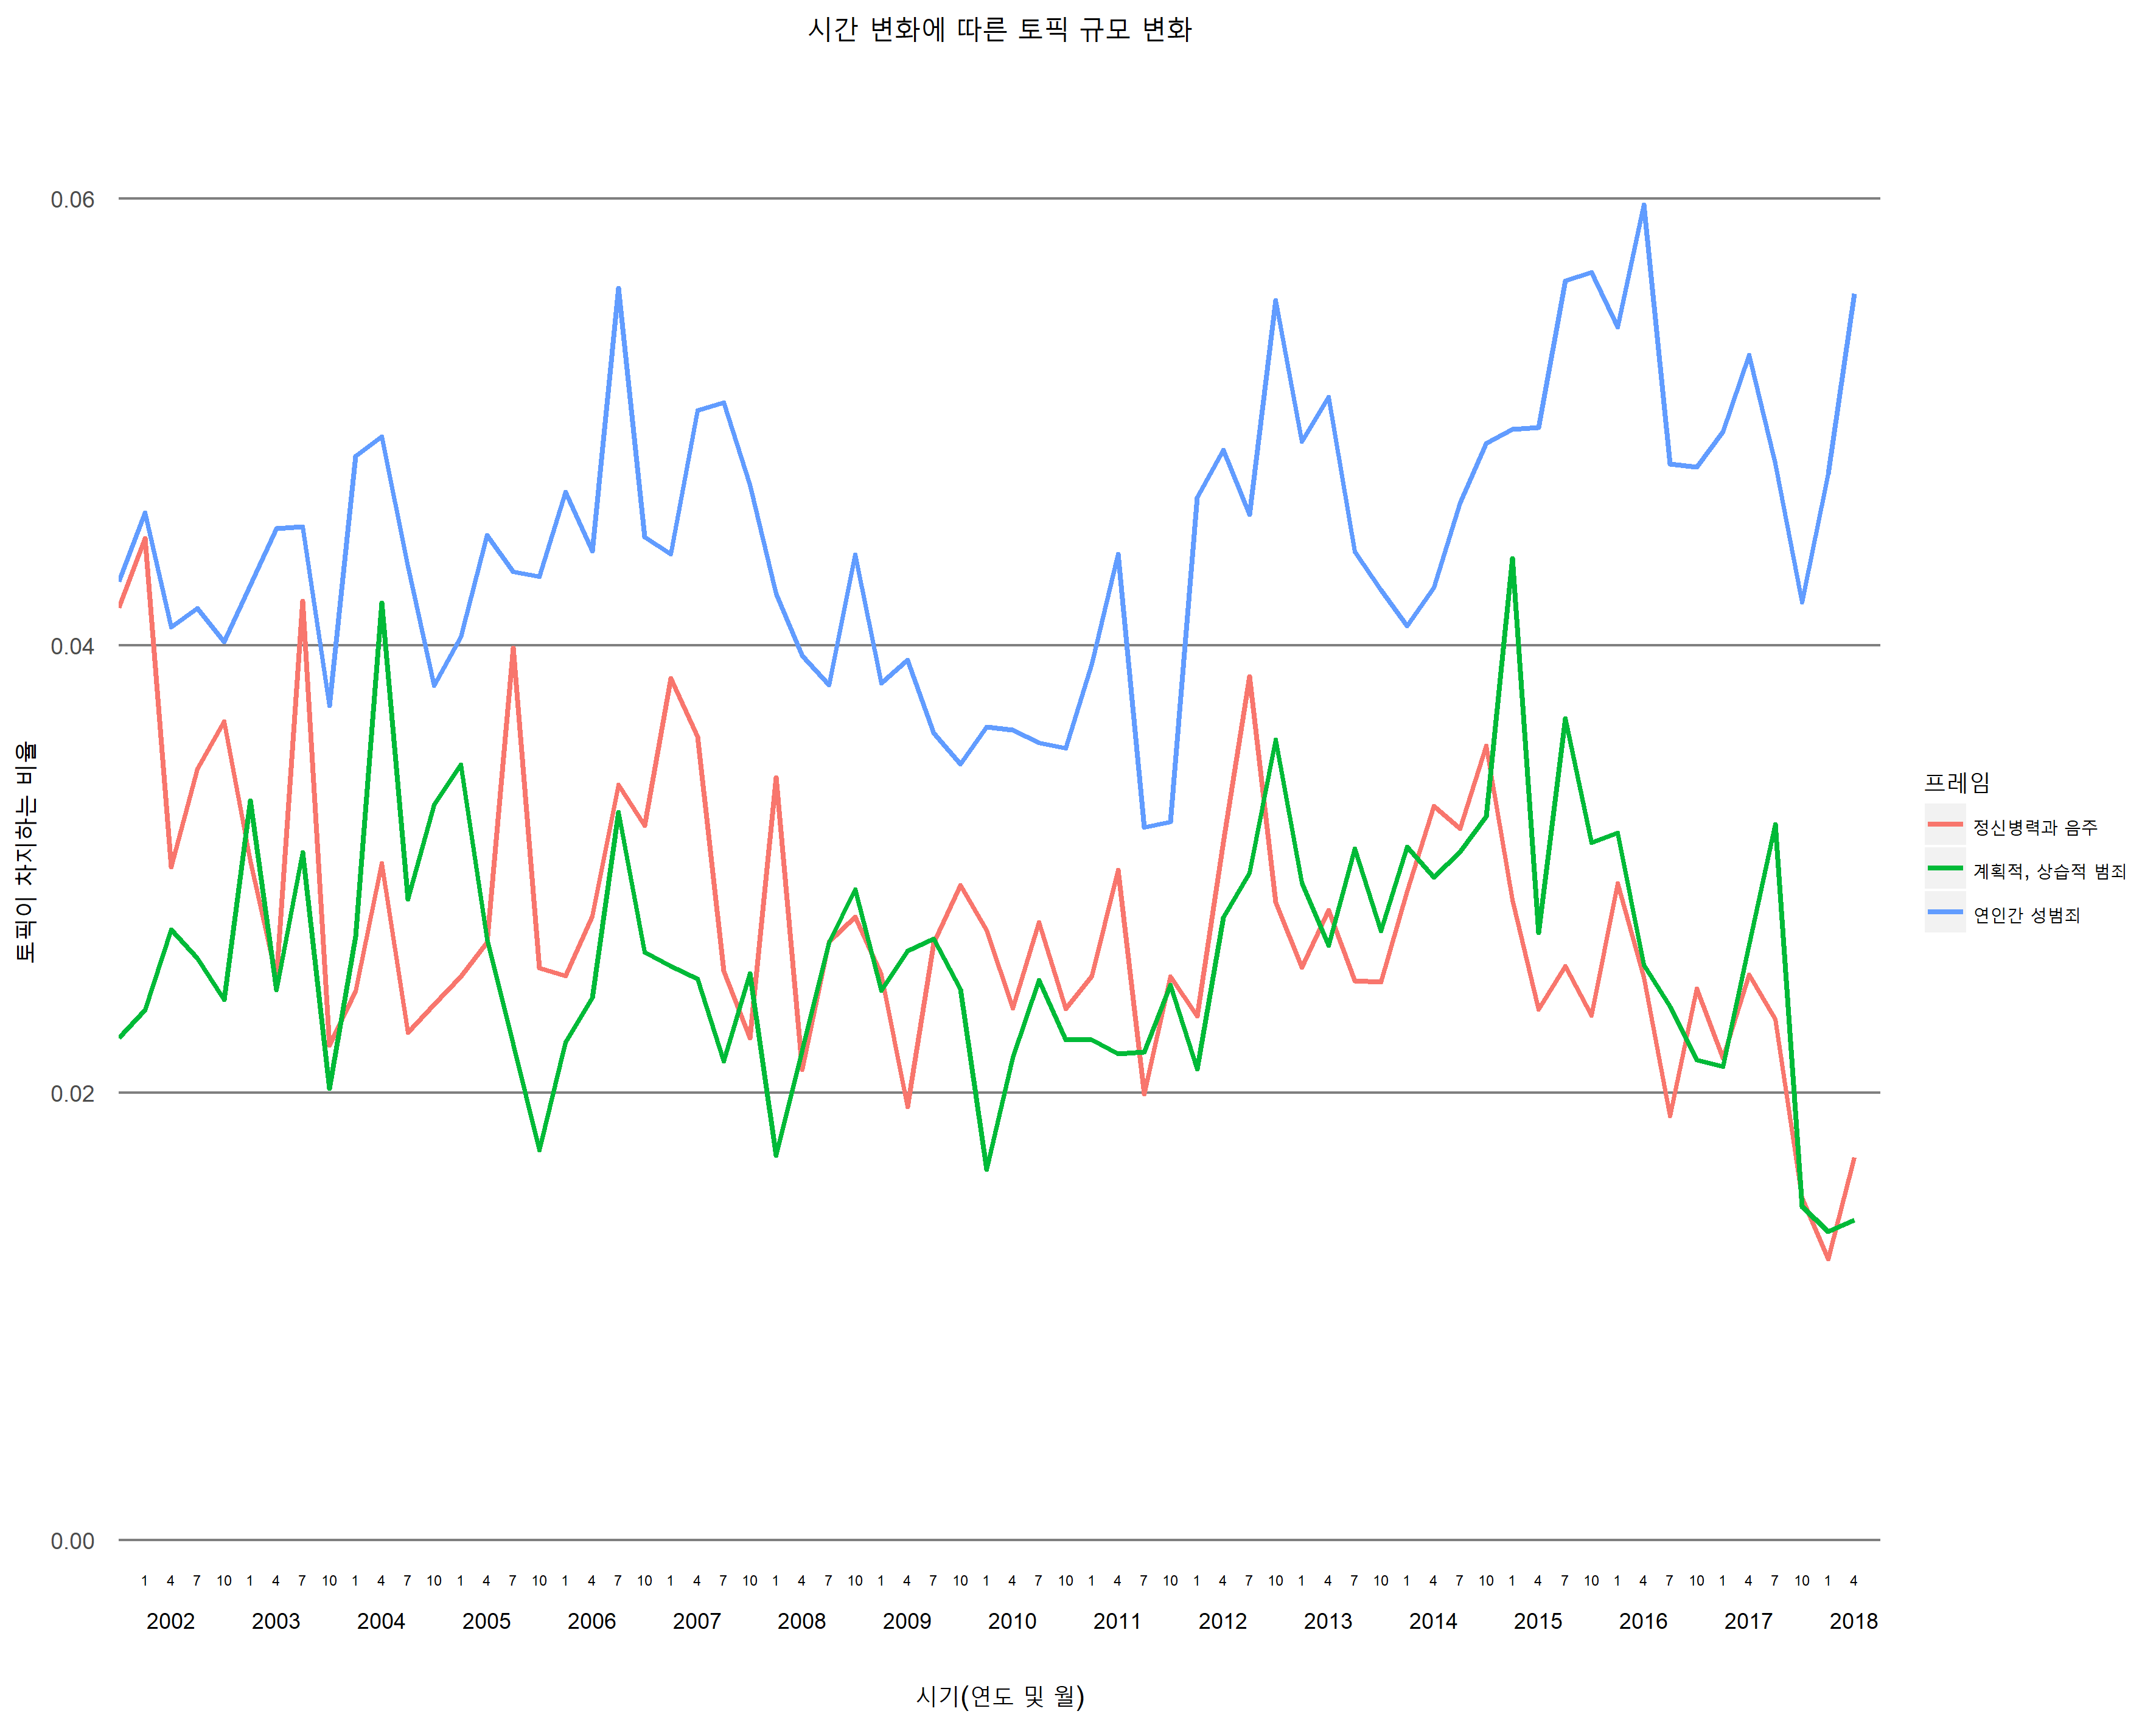 시간 변화에 따른 토픽 규모 변화
토픽이 차지하는 비율
0.06
0.04
0.02
0.00
1 4 7 10 1 4 7 10 1 4 7 10 1 4 7 10 1 4 7 10 1 4 7 10 1 4 7 10 1 4 7 10 1 4 7 10 1 4 7 10 1 4 7 10 1 4 7 10 1 4 7 10 1 4 7 10 1 4 7 10 1 4 7 10 1 4
2002 2003 2004 2005 2006 2007 2008 2009 2010 2011 2012 2013 2014 2015 2016 2017 2018
시기(연도 및 월)
프레임
정신병력과 음주
계획적, 상습적 범죄
연인간 성범죄